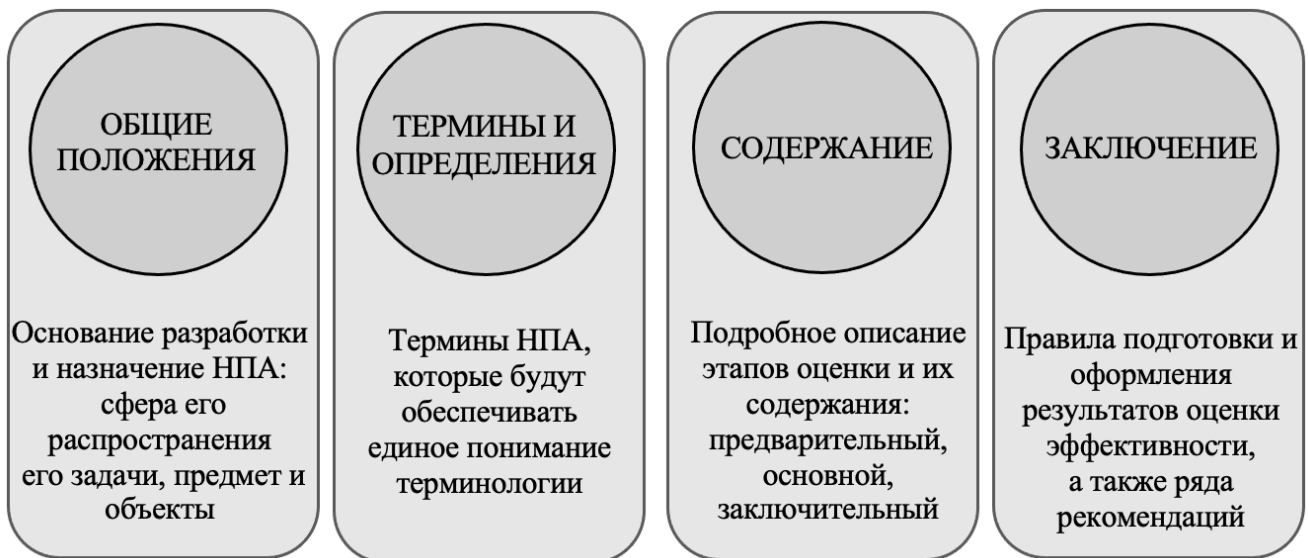 ОБЩИЕ
ПОЛОЖЕНИЯ
Основание разработки
и назначение НПА:
сфера его
распространения
его задачи, предмет и
объекты
ТЕРМИНЫ И
ОПРЕДЕЛЕНИЯ
Термины НПА,
которые будут
обеспечивать
единое понимание
терминологии
СОДЕРЖАНИЕ
Подробное описание
этапов оценки и их
содержания:
предварительный,
основной,
заключительный
ЗАКЛЮЧЕНИЕ
Правила подготовки и
оформления
результатов оценки
эффективности,
а также ряда
рекомендаций